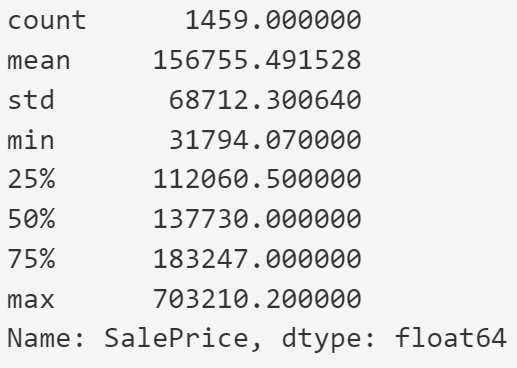 count      1459.000000
mean     156755.491528
std       68712.300640
min       31794.070000
25%      112060.500000
50%      137730.000000
75%      183247.000000
max      703210.200000
Name: SalePrice, dtype: float64